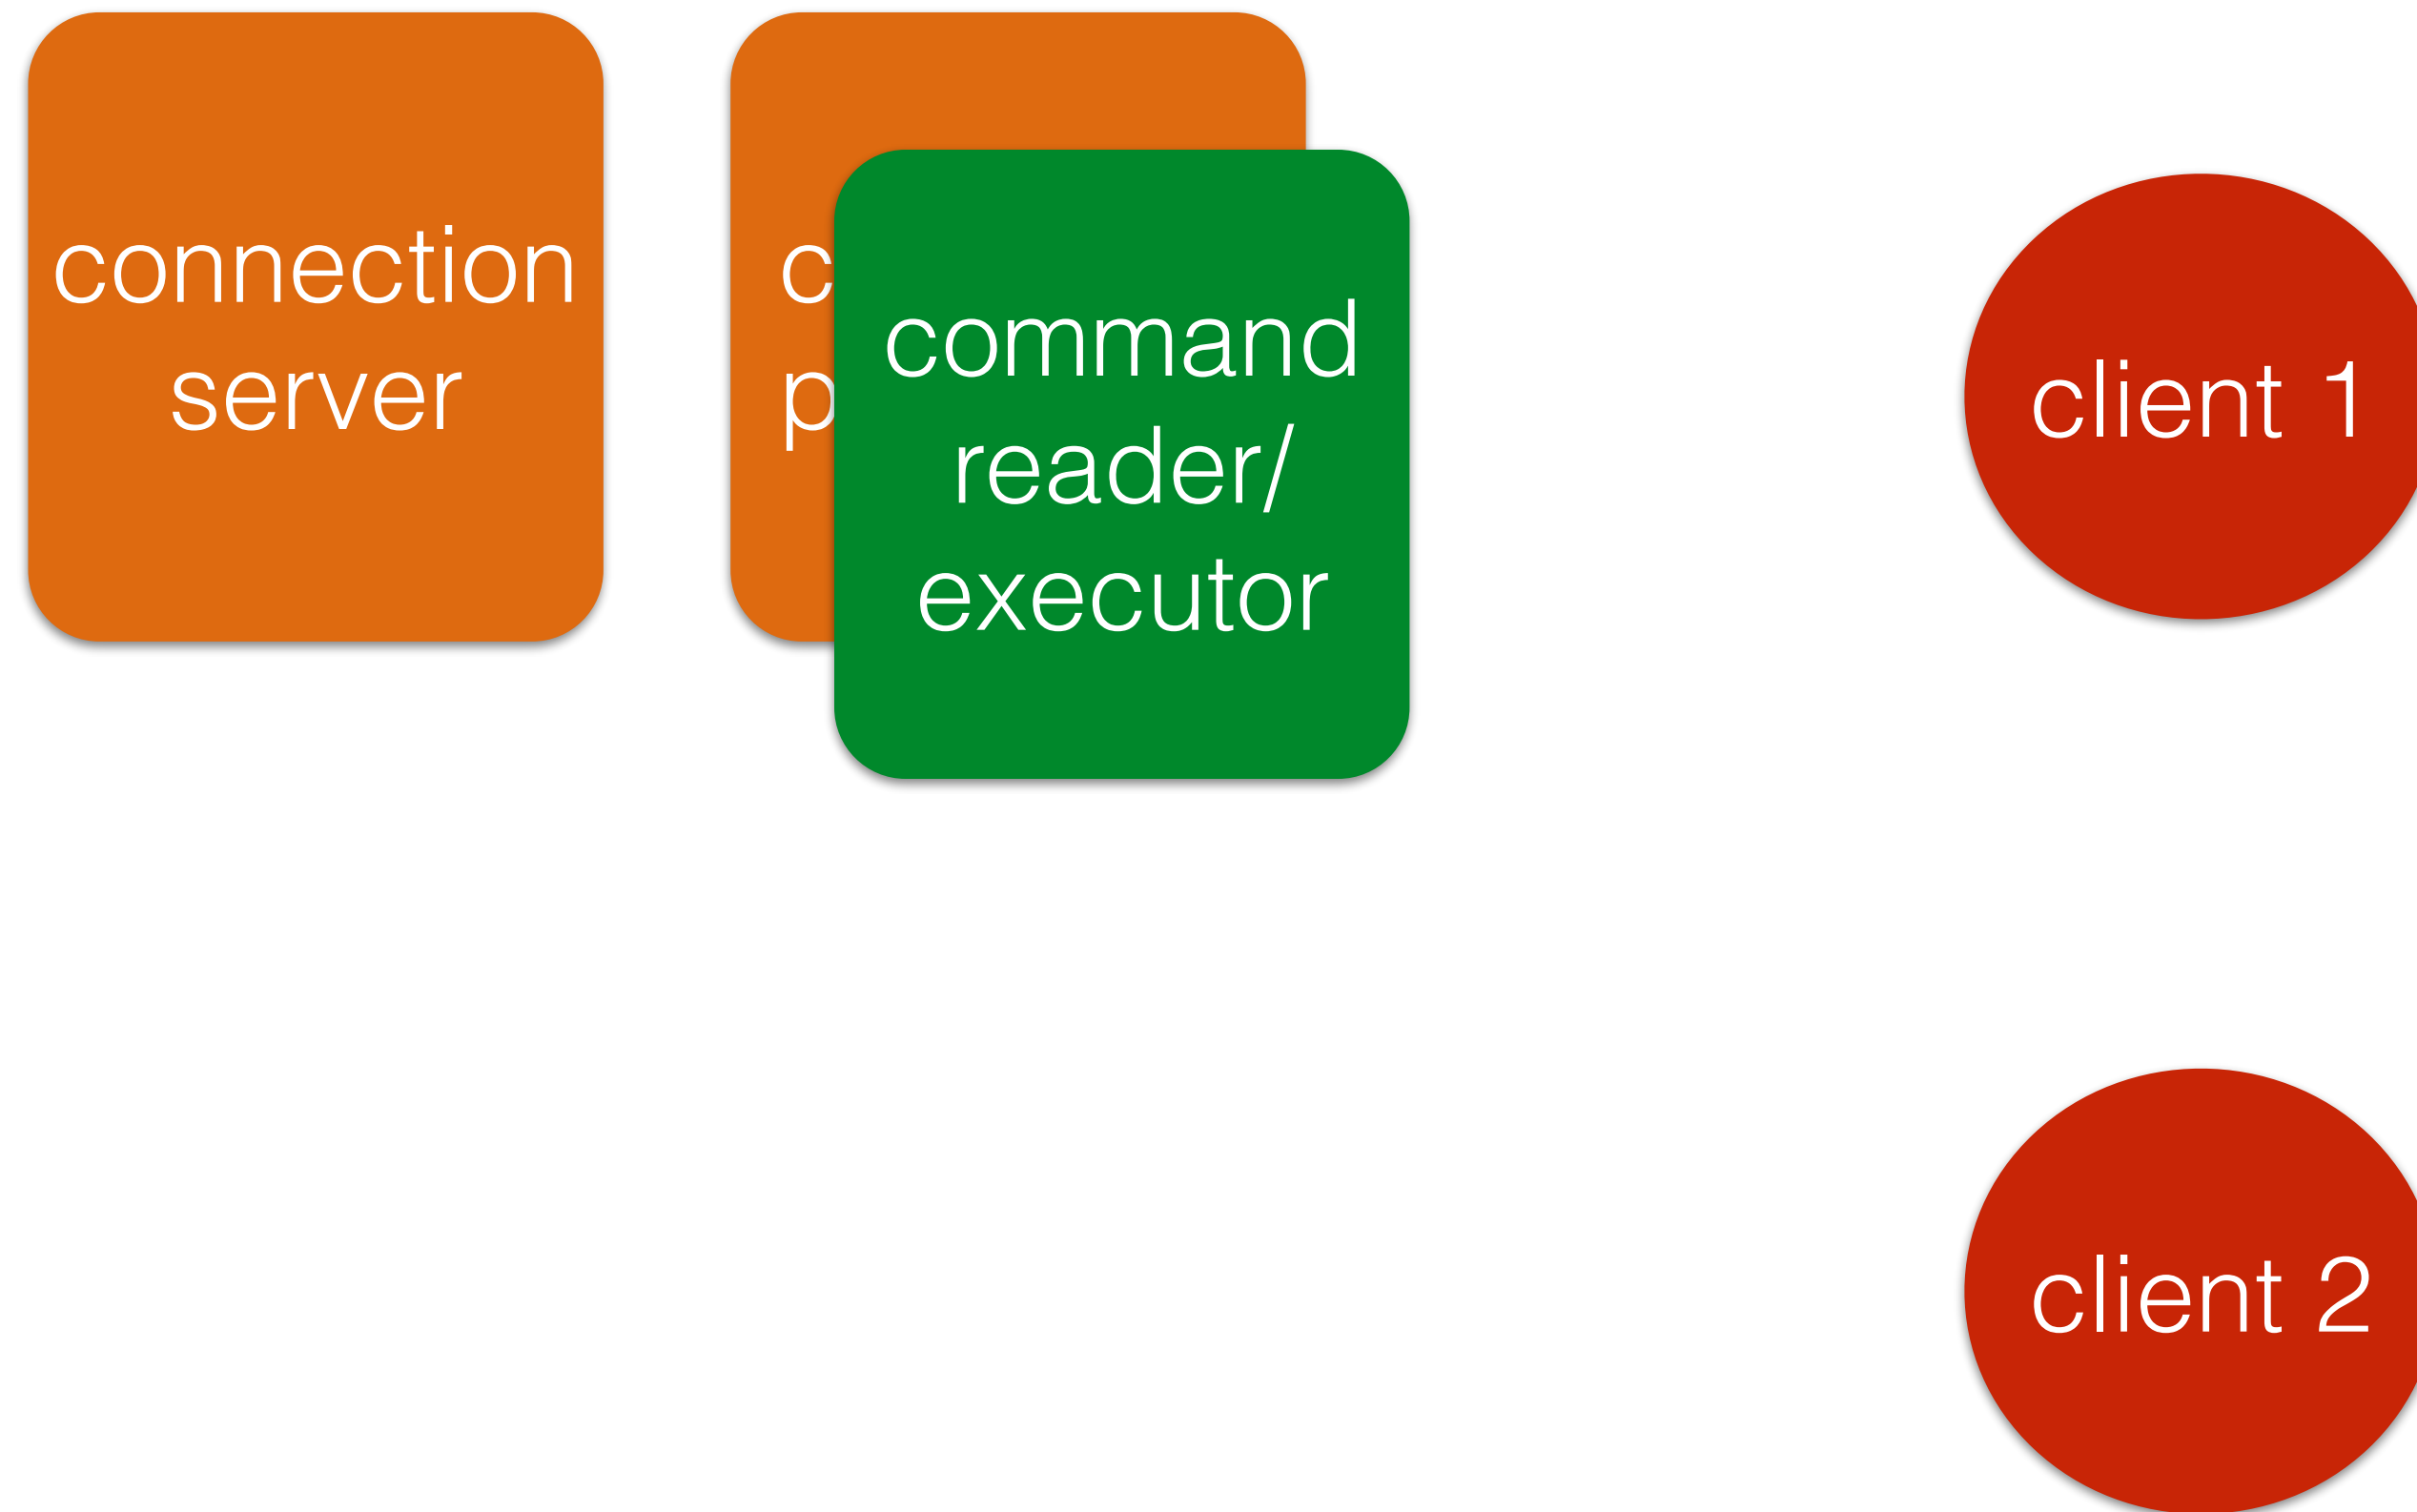 connection
server
command
reader/
executor
client 1
client 2